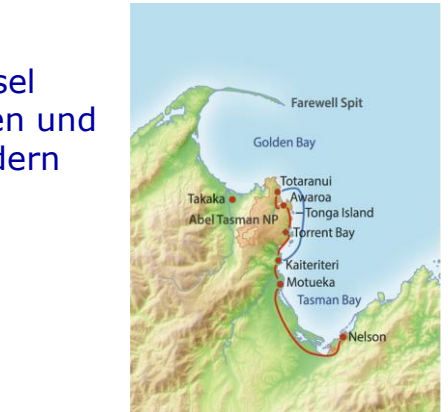 sel
en und
dern
Farewell Spit
Golden Bay
Totaranui
Awaroa
Takaka
Tonga Island
Abel Tasman NP
Torrent Bay
Kaiteriteri
Motueka
Tasman Bay
Nelson